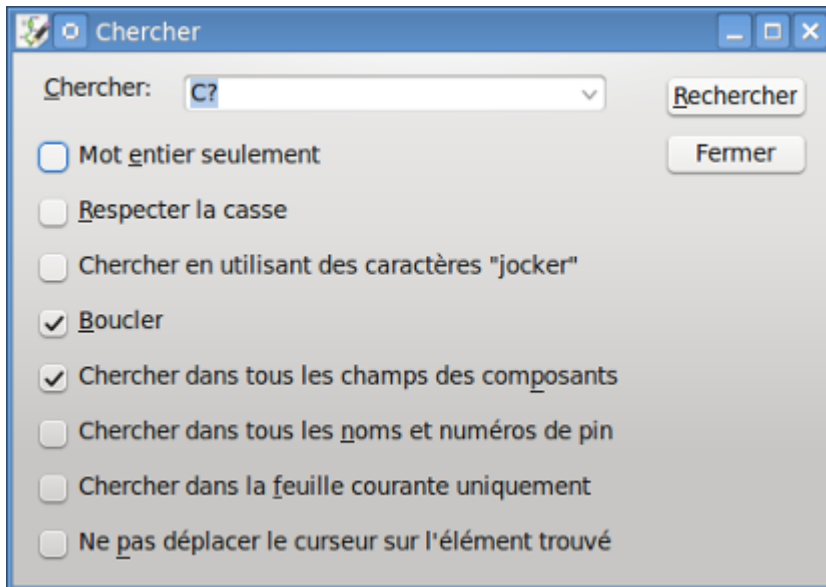 Chercher
Chercher: C? Rechercher
Mot entier seulement Fermer
Respecter la casse
Chercher en utilisant des caractères "jocker"
Boucler
Chercher dans tous les champs des composants
Chercher dans tous les noms et numéros de pin
Chercher dans la feuille courante uniquement
Ne pas déplacer le curseur sur l'élément trouvé